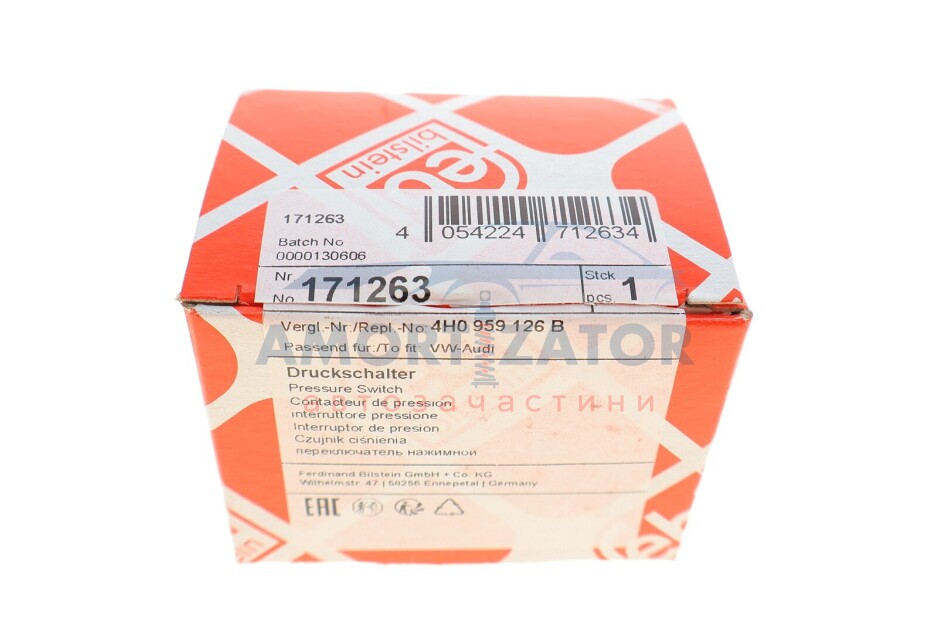 bilstein
171263
4 054224 712634
Batch No
0000130606
Nr.
No. 171263
Stck
pcs. 1
Vergl.-Nr./Repl.-No. 4H0 959 126 B
Passend für:/To fit: VW-Audi
AMORTIZATOR
автозачастини
Druckschalter
Pressure Switch
Contacteur de pression
Interruttore pressione
Interruptor de presion
Czujnik ciśnienia
переключатель нажимной
Ferdinand Bilstein GmbH + Co. KG
Wilhelmstr. 47 | 58256 Ennepetal | Germany
EAC